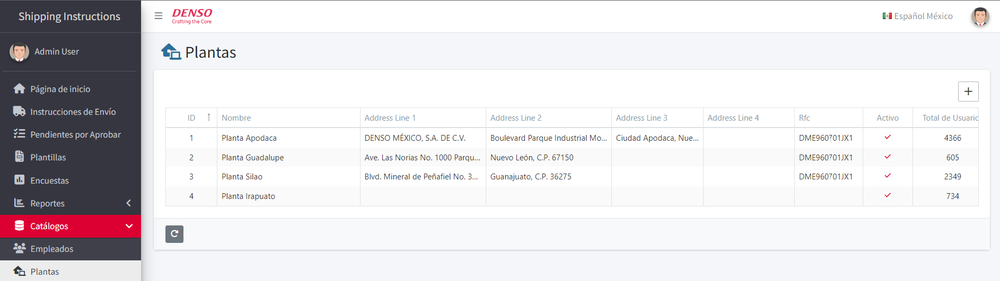 Shipping Instructions
DENSO
Crafting the Core
Español México
Admin User
Página de inicio
Instrucciones de Envío
Pendientes por Aprobar
Plantillas
Encuestas
Reportes
Catálogos
Empleados
Plantas
Plantas
ID ↑ Nombre Address Line 1 Address Line 2 Address Line 3 Address Line 4 Rfc Activo Total de Usuario
1 Planta Apodaca DENSO MÉXICO, S.A. DE C.V. Boulevard Parque Industrial Mo... Ciudad Apodaca, Nue... DME960701JX1 4366
2 Planta Guadalupe Ave. Las Norias No. 1000 Parqu... Nuevo León, C.P. 67150 DME960701JX1 605
3 Planta Silao Blvd. Mineral de Peñafiel No. 3... Guanajuato, C.P. 36275 DME960701JX1 2349
4 Planta Irapuato 734